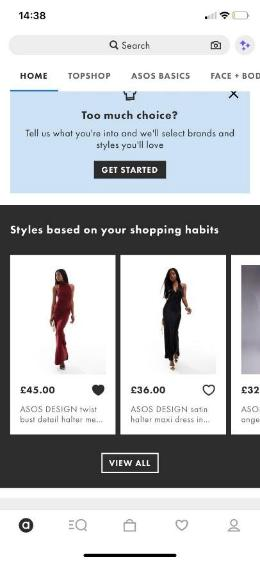 14:38
Search
HOME TOPSHOP ASOS BASICS FACE + BOD
Too much choice?
Tell us what you're into and we'll select brands and
styles you'll love
GET STARTED
Styles based on your shopping habits
£45.00
ASOS DESIGN twist
bust detail halter me...
£36.00
ASOS DESIGN satin
halter maxi dress in...
£32
ASO
ange
VIEW ALL